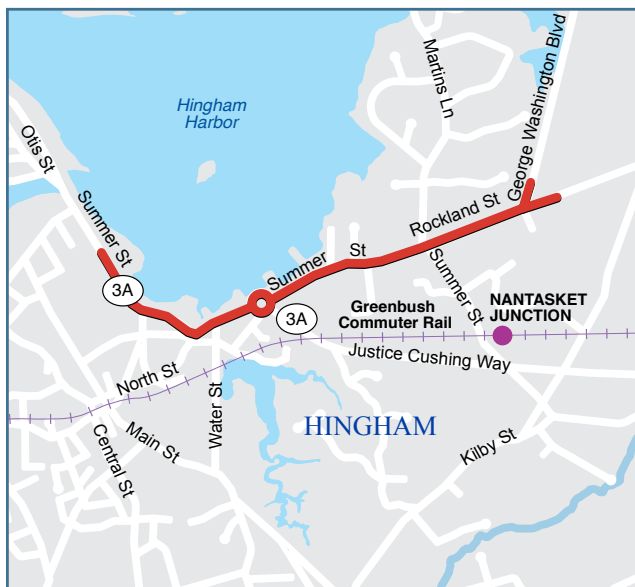 Hingham
Harbor
Martins Ln
George Washington Blvd
Otis St
Summer St
Rockland St
Summer
St
3A
Summer St
3A
Greenbush
Commuter Rail
NANTASKET
JUNCTION
Justice Cushing Way
North St
Water St
HINGHAM
Central St
Main St
Kilby St